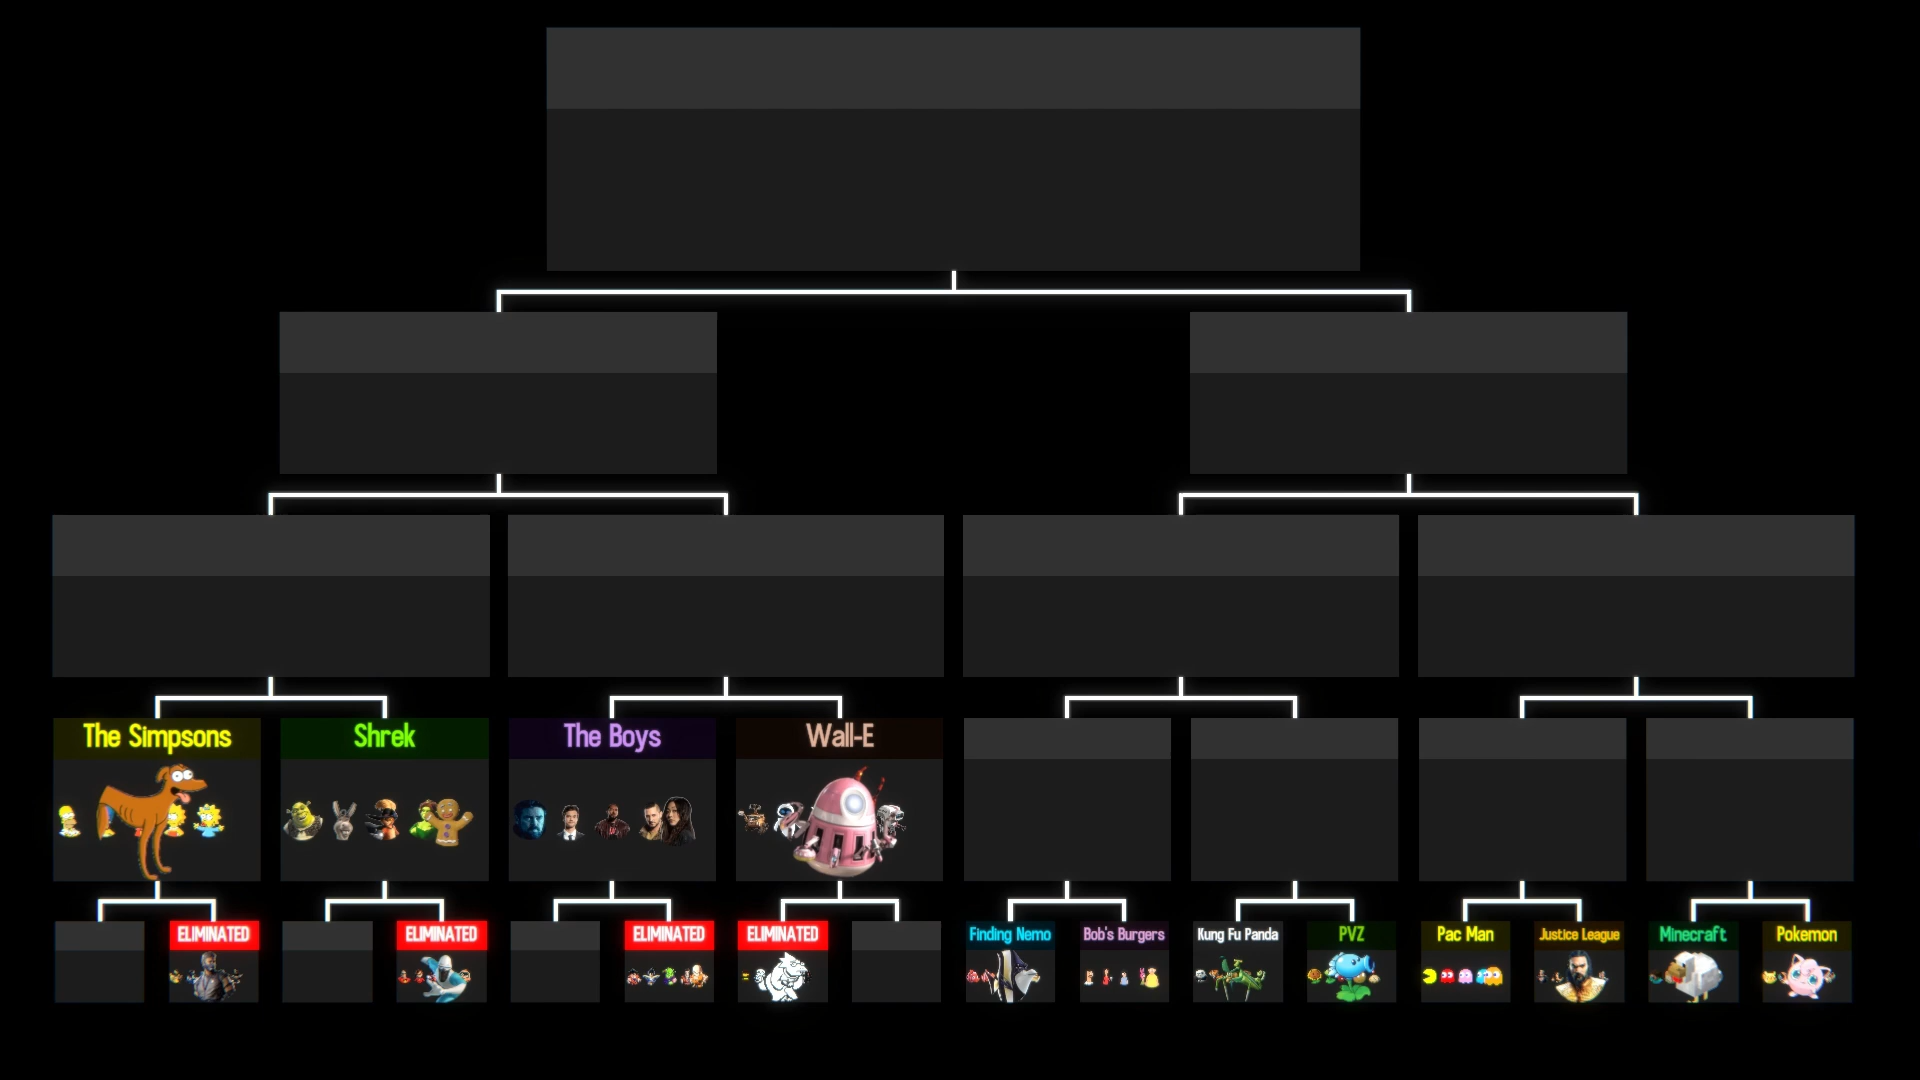 The Simpsons
Shrek
The Boys
Wall-E
ELIMINATED
ELIMINATED
ELIMINATED
ELIMINATED
Finding Nemo
Bob's Burgers
Kung Fu Panda
PVZ
Pac Man
Justice League
Minecraft
Pokemon